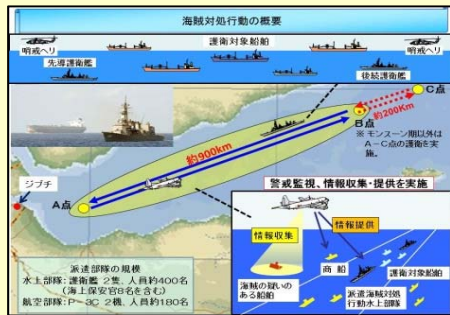 海賊対処行動の概要
哨戒ヘリ
護衛対象船舶
哨戒ヘリ
先導護衛艦
後続護衛艦
C点
約200Km
B点
※ モンスーン期以外は
A-C点の護衛を実
施。
約900km
ジブチ
A点
警戒監視、情報収集・提供を実施
情報収集
情報提供
商 船
護衛対象船舶
海賊の疑いの
ある船舶
派遣海賊対処
行動水上部隊
派遣部隊の規模
水上部隊:護衛艦 2隻、人員約400名
(海上保安官8名を含む)
航空部隊:P-3C 2機、人員約180名